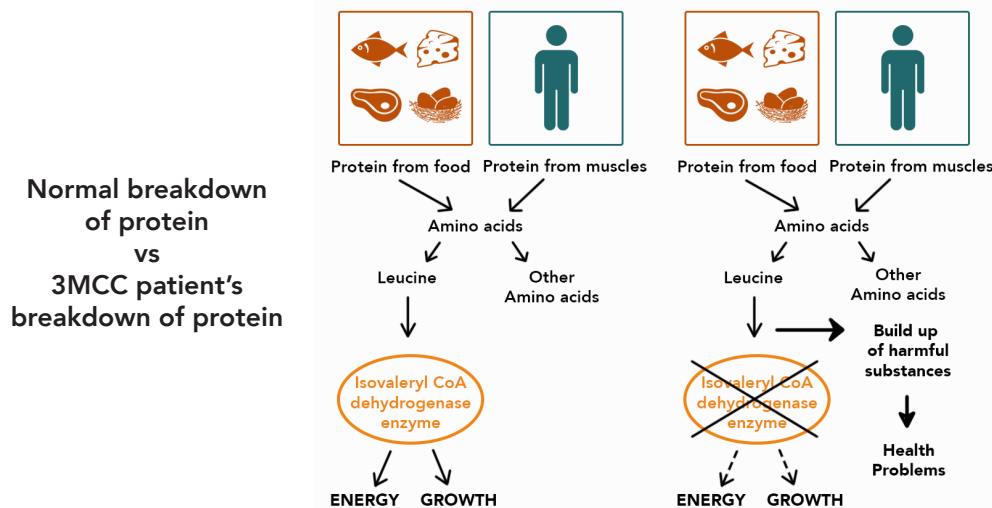 Normal breakdown
of protein
vs
3MCC patient's
breakdown of protein
Protein from food
Protein from muscles
Amino acids
Leucine
Other
Amino acids
Isovaleryl CoA
dehydrogenase
enzyme
ENERGY
GROWTH
Protein from food
Protein from muscles
Amino acids
Leucine
Other
Amino acids
Build up
of harmful
substances
Isovaleryl CoA
dehydrogenase
enzyme
Health
Problems
ENERGY
GROWTH